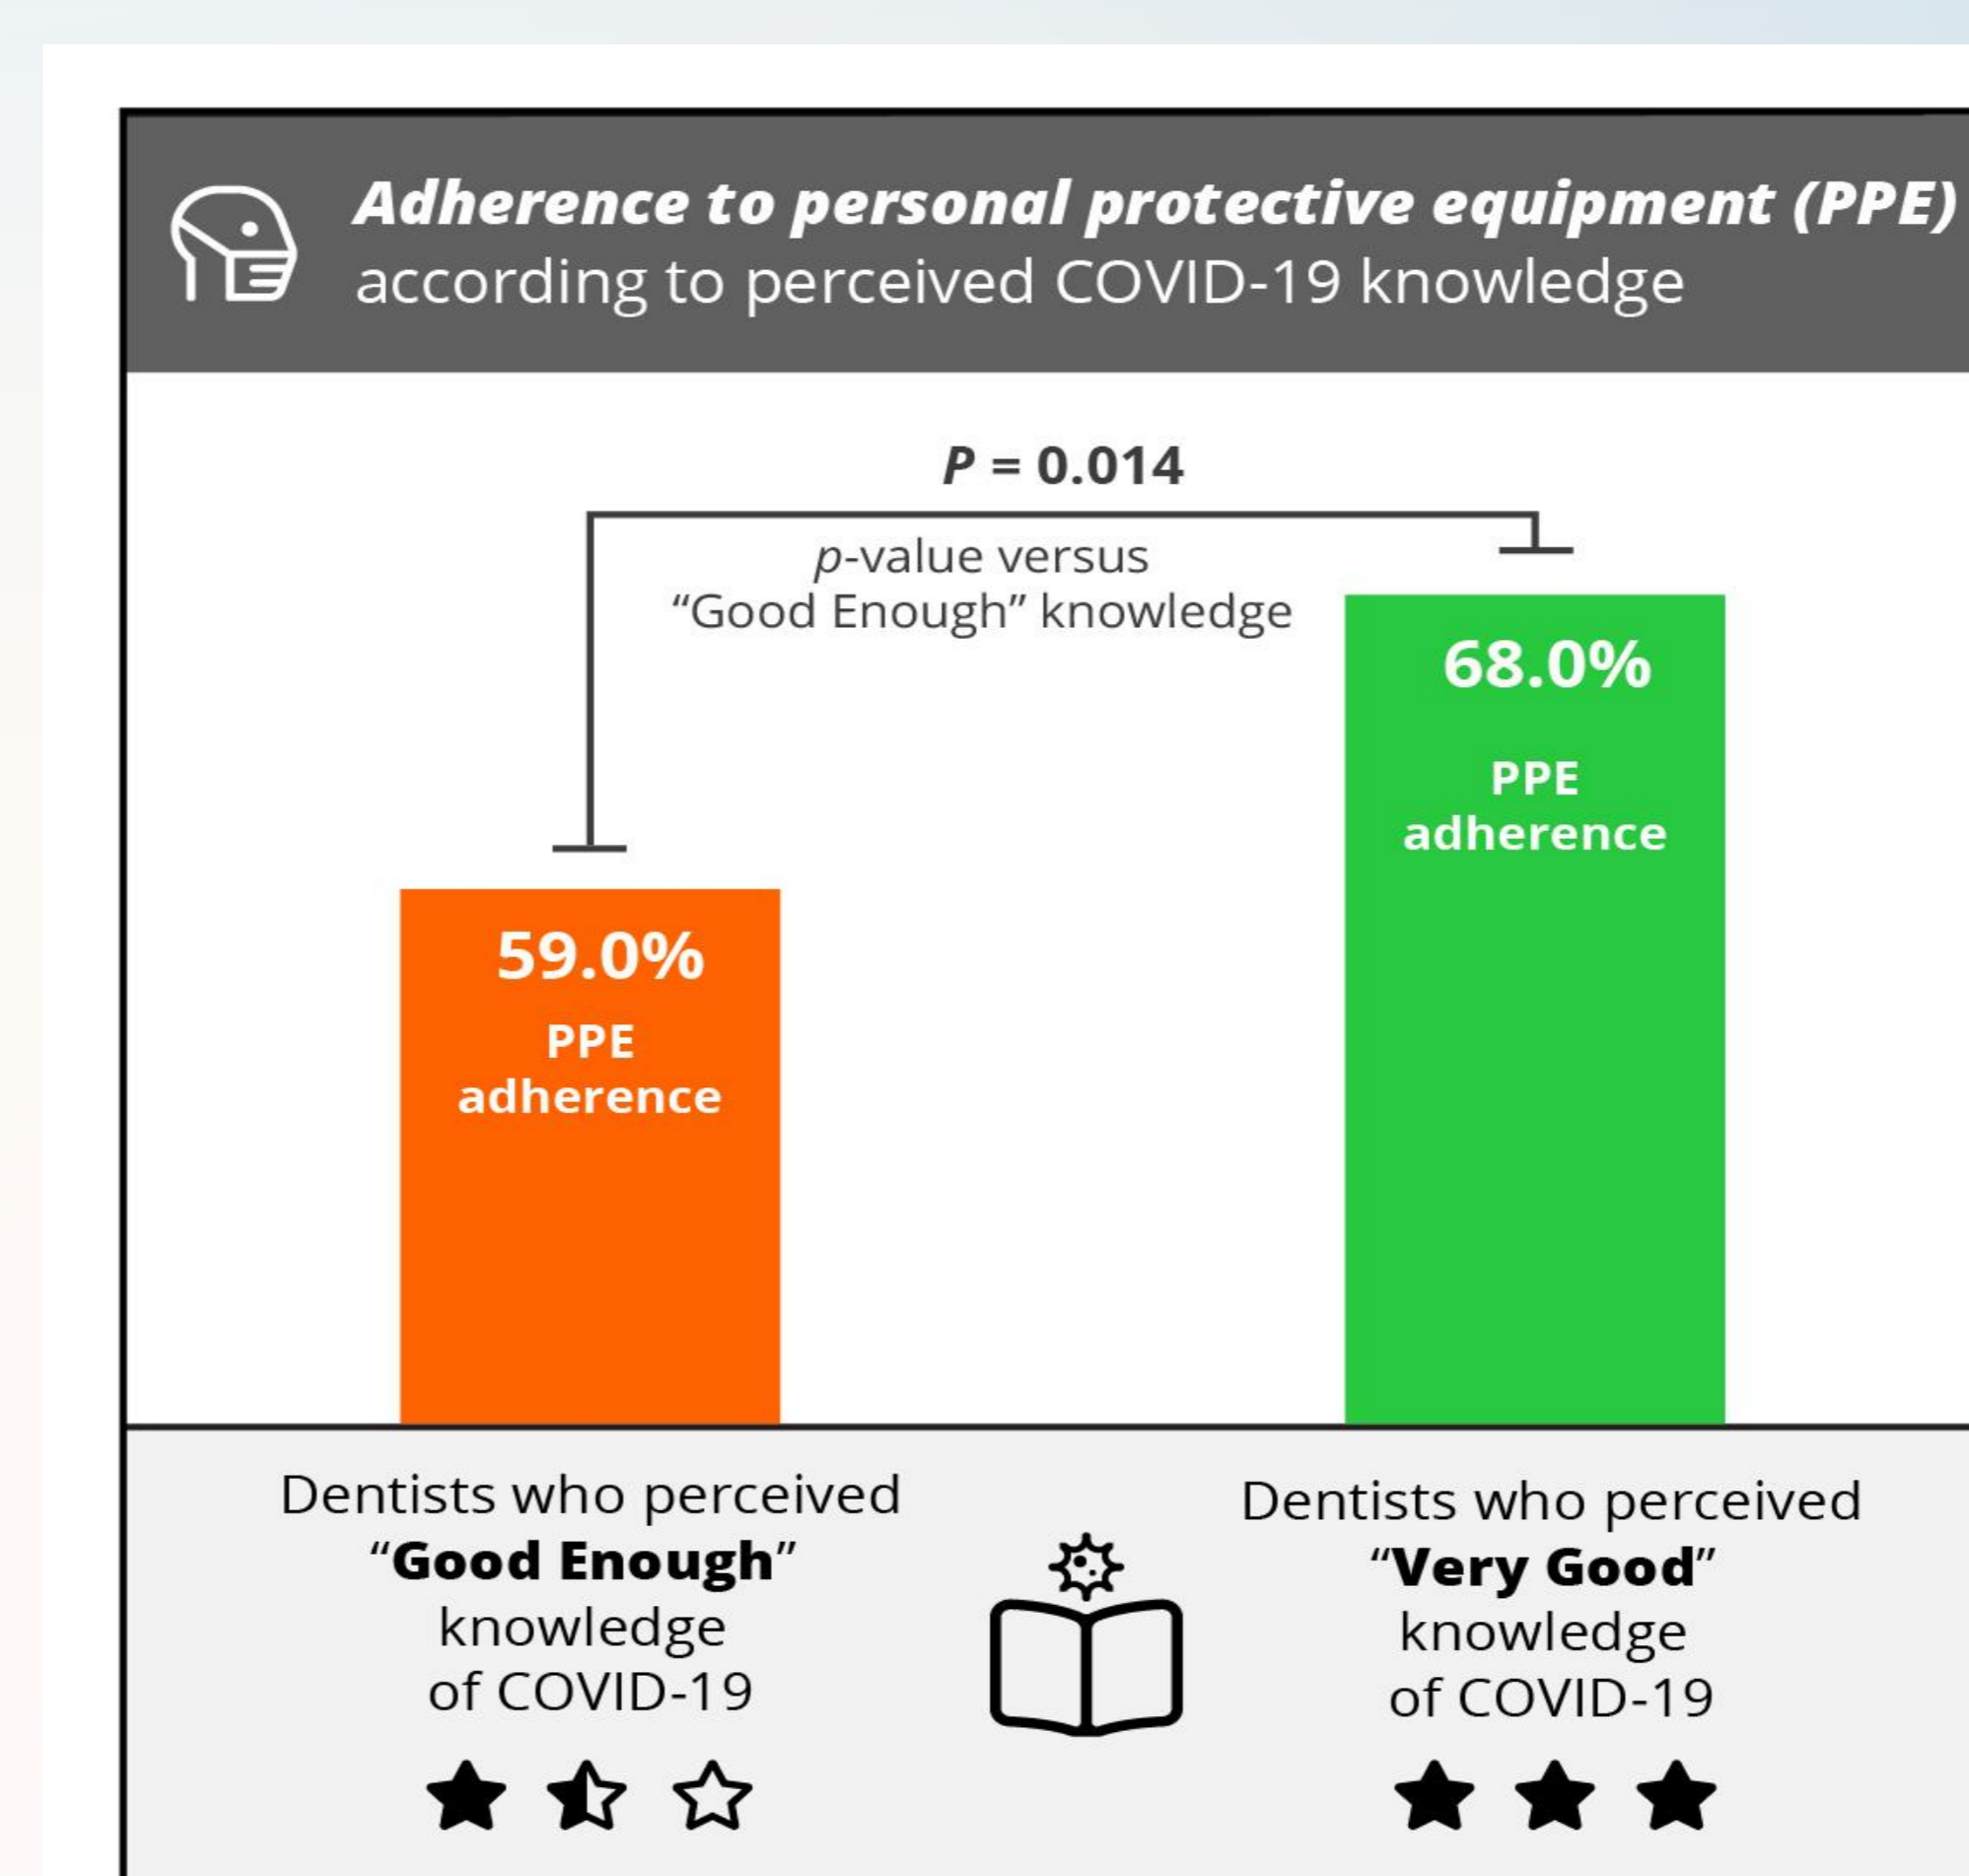 Adherence to personal protective equipment (PPE)
according to perceived COVID-19 knowledge
P = 0.014
p-value versus
“Good Enough” knowledge
68.0%
PPE
adherence
59.0%
PPE
adherence
Dentists who perceived
“Good Enough”
knowledge
of COVID-19
Dentists who perceived
“Very Good”
knowledge
of COVID-19